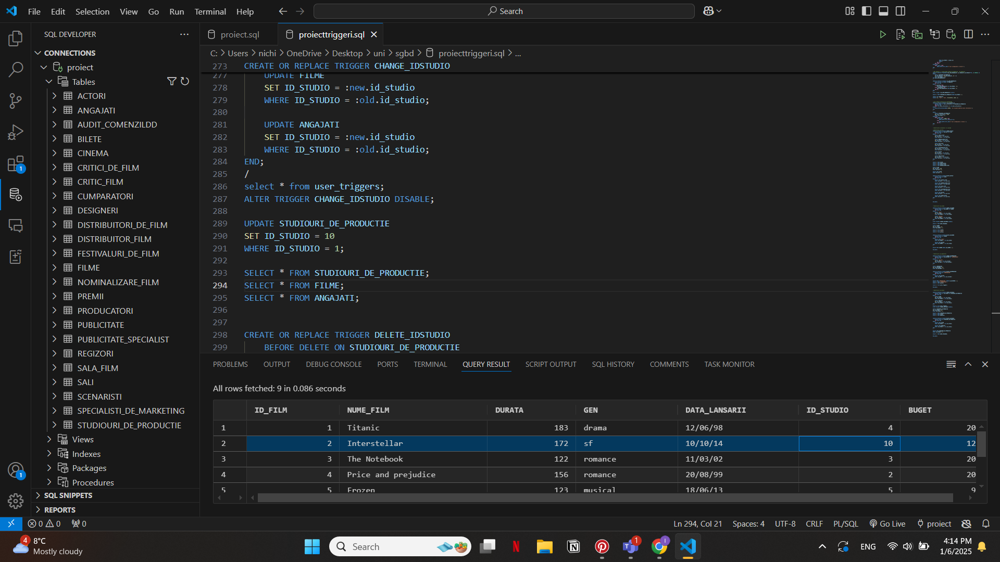 File Edit Selection View Go Run Terminal Help
Search
SQL DEVELOPER
CONNECTIONS
proiect
Tables
ACTORI
ANGAJATI
AUDIT_COMENZILDD
BILETE
CINEMA
CRITICI_DE_FILM
CRITIC_FILM
CUMPARATORI
DESIGNERI
DISTRIBUITORI_DE_FILM
DISTRIBUITOR_FILM
FESTIVALURI_DE_FILM
FILME
NOMINALIZARE_FILM
PREMII
PRODUCATORI
PUBLICITATE
PUBLICITATE_SPECIALIST
REGIZORI
SALA_FILM
SALI
SCENARISTI
SPECIALISTI_DE_MARKETING
STUDIOURI_DE_PRODUCTIE
Views
Indexes
Packages
Procedures
SQL SNIPPETS
REPORTS
1
1
proiect.sql
proiecttriggeri.sql
C: > Users > nichi > OneDrive > Desktop > uni > sgbd > proiecttriggeri.sql > ...
273 CREATE OR REPLACE TRIGGER CHANGE_IDSTUDIO
277 UPDATE FILME
278 SET ID_STUDIO = :new.id_studio
279 WHERE ID_STUDIO = :old.id_studio;
280
281 UPDATE ANGAJATI
282 SET ID_STUDIO = :new.id_studio
283 WHERE ID_STUDIO = :old.id_studio;
284 END;
285 /
286 select * from user_triggers;
287 ALTER TRIGGER CHANGE_IDSTUDIO DISABLE;
288
289 UPDATE STUDIOURI_DE_PRODUCTIE
290 SET ID_STUDIO = 10
291 WHERE ID_STUDIO = 1;
292
293 SELECT * FROM STUDIOURI_DE_PRODUCTIE;
294 SELECT * FROM FILME;
295 SELECT * FROM ANGAJATI;
296
297
298 CREATE OR REPLACE TRIGGER DELETE_IDSTUDIO
299 BEFORE DELETE ON STUDIOURI_DE_PRODUCTIE
PROBLEMS OUTPUT DEBUG CONSOLE PORTS TERMINAL QUERY RESULT SCRIPT OUTPUT SQL HISTORY COMMENTS TASK MONITOR
All rows fetched: 9 in 0.086 seconds
ID_FILM NUME_FILM DURATA GEN DATA_LANSARII ID_STUDIO BUGET
1 1 Titanic 183 drama 12/06/98 4 20
2 2 Interstellar 172 sf 10/10/14 10 12
3 3 The Notebook 122 romance 11/03/02 3 20
4 4 Price and prejudice 156 romance 20/08/99 2 20
5 5 Frozen 123 musical 18/06/13 5 9
0 0 0 Ln 294, Col 21 Spaces: 4 UTF-8 CRLF PL/SQL Go Live proiect
4 8°C
Mostly cloudy
Search
N
1
ENG
4:14 PM
1/6/2025